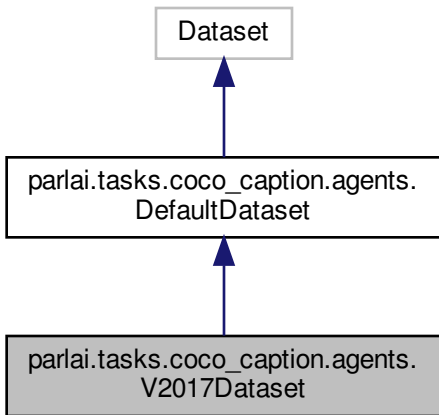 Dataset
parlai.tasks.coco_caption.agents.
DefaultDataset
parlai.tasks.coco_caption.agents.
V2017Dataset